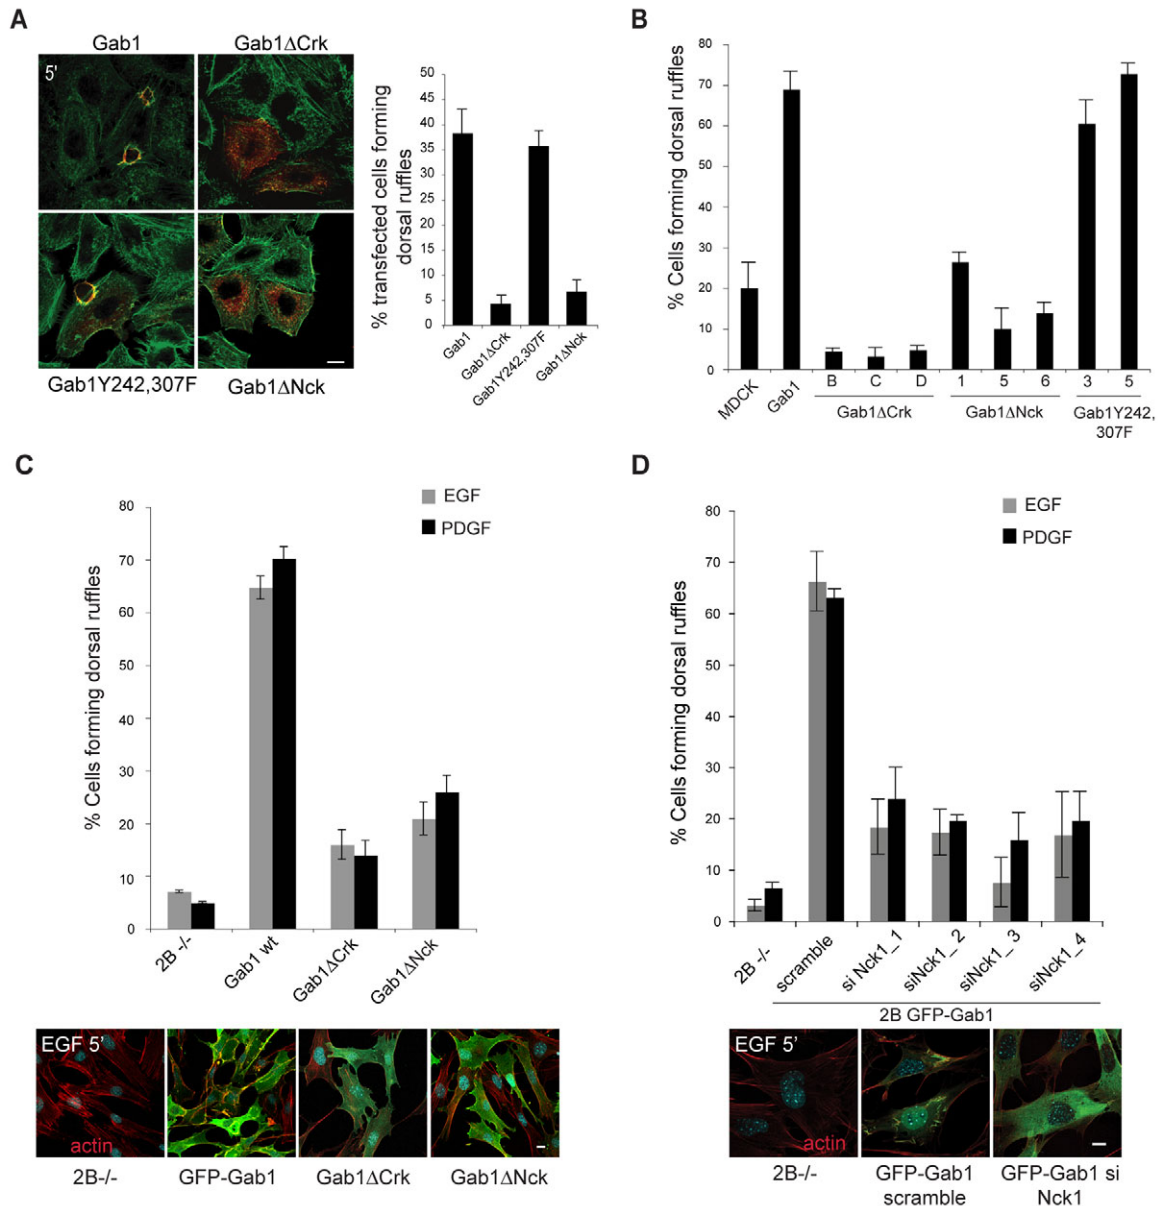 A
Gab1
Gab1ΔCrk
5'
Gab1Y242,307F
Gab1ΔNck
% transfected cells forming
dorsal ruffles
50
45
40
35
30
25
20
15
10
5
0
Gab1
Gab1ΔCrk
Gab1Y242,307F
Gab1ΔNck
B
% Cells forming dorsal ruffles
80
70
60
50
40
30
20
10
0
MDCK
Gab1
B
C
D
1
5
6
3
5
Gab1ΔCrk
Gab1ΔNck
Gab1Y242,
307F
C
EGF
PDGF
% Cells forming dorsal ruffles
80
70
60
50
40
30
20
10
0
2B -/-
Gab1 wt
Gab1ΔCrk
Gab1ΔNck
EGF 5'
actin
2B-/-
GFP-Gab1
Gab1ΔCrk
Gab1ΔNck
D
EGF
PDGF
% Cells forming dorsal ruffles
80
70
60
50
40
30
20
10
0
2B -/-
scramble
si Nck1_1
siNck1_2
siNck1_3
siNck1_4
2B GFP-Gab1
EGF 5'
actin
2B-/-
GFP-Gab1
scramble
GFP-Gab1 si
Nck1